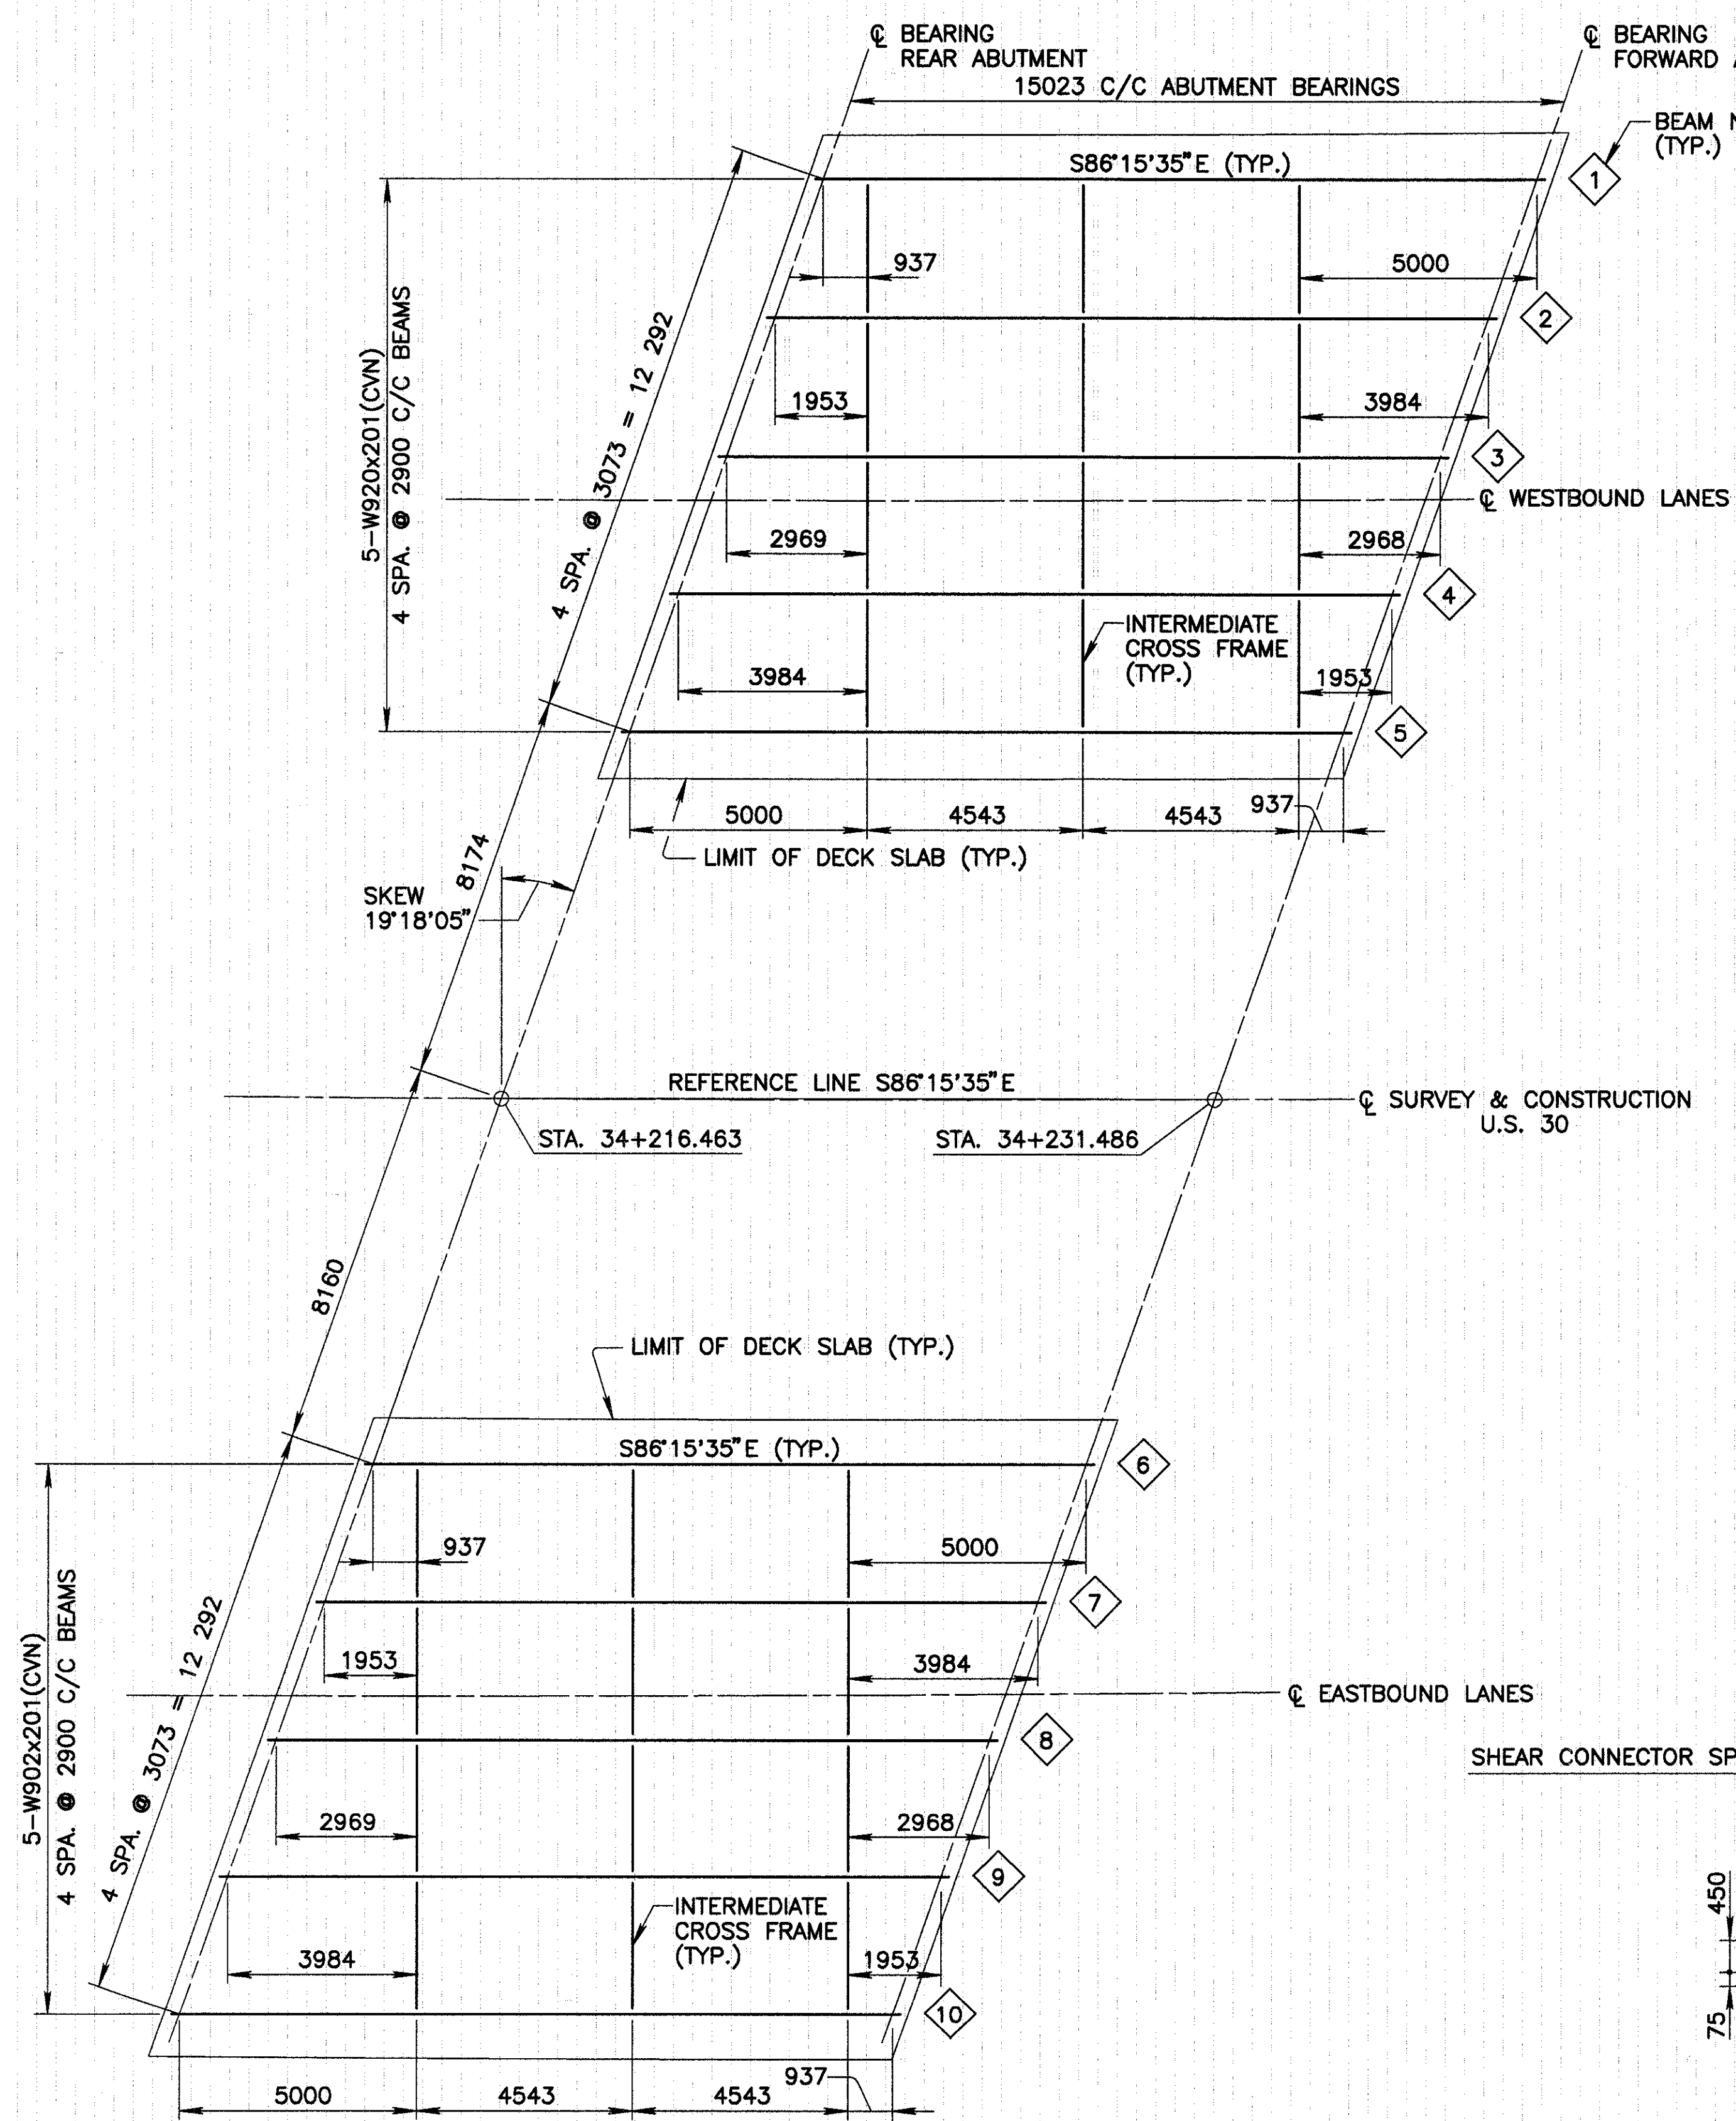 ℄ BEARING
REAR ABUTMENT
℄ BEARING
FORWARD
15023 C/C ABUTMENT BEARINGS
BEAM
(TYP.)
S86°15'35"E (TYP.)
1
937
5000
2
5-W920x201(CVN)
4 SPA. @ 2900 C/C BEAMS
4 SPA. @ 3073 = 12 292
1953
3984
3
℄ WESTBOUND LANES
2969
2968
4
INTERMEDIATE
CROSS FRAME
(TYP.)
3984
1953
5
5000
4543
4543
937
LIMIT OF DECK SLAB (TYP.)
8174
SKEW
19°18'05"
REFERENCE LINE S86°15'35"E
℄ SURVEY & CONSTRUCTION
U.S. 30
STA. 34+216.463
STA. 34+231.486
8160
LIMIT OF DECK SLAB (TYP.)
S86°15'35"E (TYP.)
6
937
5000
7
5-W902x201(CVN)
4 SPA. @ 2900 C/C BEAMS
4 SPA. @ 3073 = 12 292
1953
3984
℄ EASTBOUND LANES
8
SHEAR CONNECTOR SP
2969
2968
9
450
INTERMEDIATE
CROSS FRAME
(TYP.)
3984
1953
10
75
5000
4543
4543
937